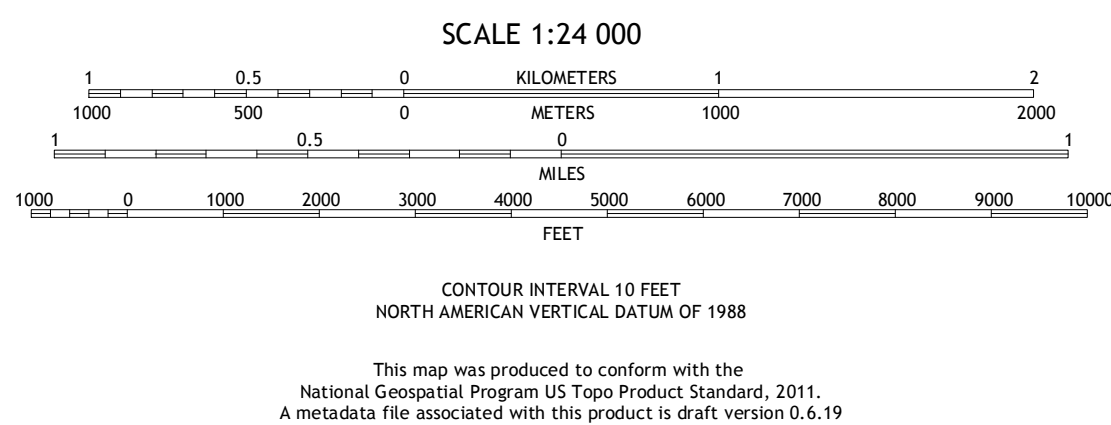 SCALE 1:24 000
1 0.5 0 KILOMETERS 1 2
1000 500 0 METERS 1000 2000
1 0.5 0 1
MILES
1000 0 1000 2000 3000 4000 5000 6000 7000 8000 9000 10000
FEET
CONTOUR INTERVAL 10 FEET
NORTH AMERICAN VERTICAL DATUM OF 1988
This map was produced to conform with the
National Geospatial Program US Topo Product Standard, 2011.
A metadata file associated with this product is draft version 0.6.19